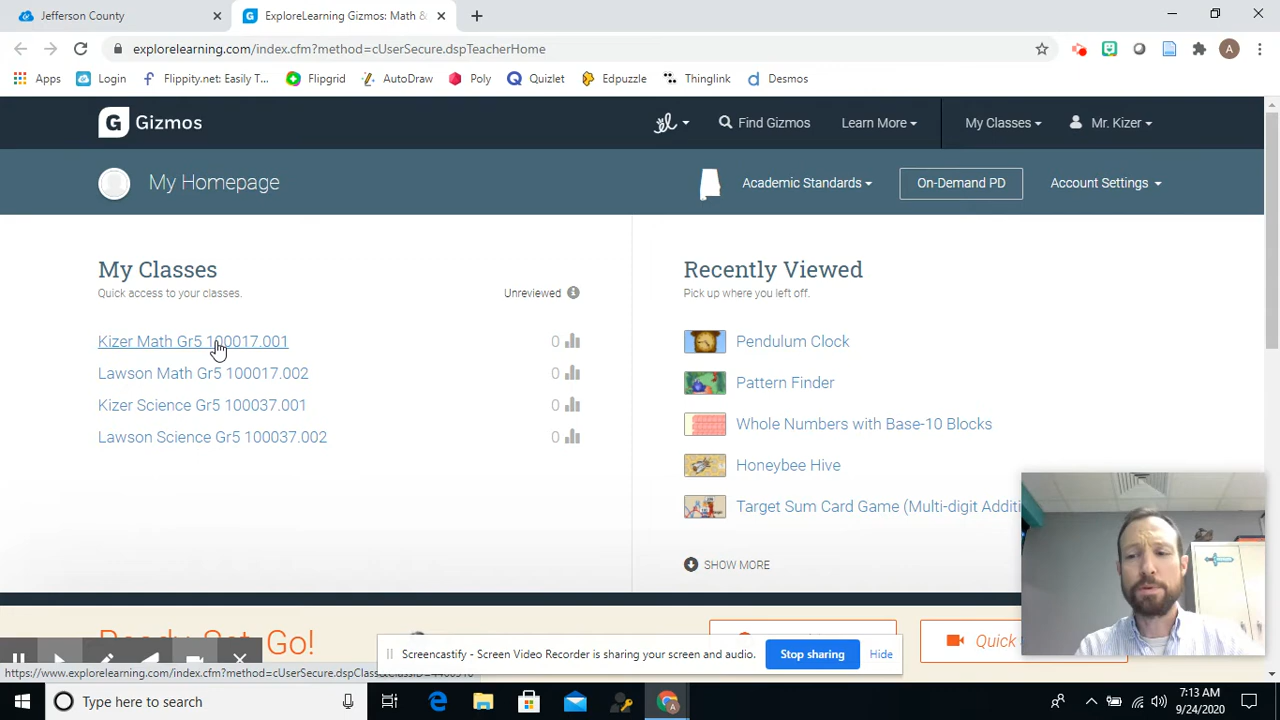 Jefferson County
ExploreLearning Gizmos: Math &
explorelearning.com/index.cfm?method=cUserSecure.dspTeacherHome
A
Apps
Login
Flippity.net: Easily T...
Flipgrid
AutoDraw
Poly
Quizlet
Edpuzzle
Thinglink
Desmos
G Gizmos
Find Gizmos
Learn More
My Classes
Mr. Kizer
My Homepage
Academic Standards
On-Demand PD
Account Settings
My Classes
Quick access to your classes.
Unreviewed
Kizer Math Gr5 100017.001 0
Lawson Math Gr5 100017.002 0
Kizer Science Gr5 100037.001 0
Lawson Science Gr5 100037.002 0
Recently Viewed
Pick up where you left off.
Pendulum Clock
Pattern Finder
Whole Numbers with Base-10 Blocks
Honeybee Hive
Target Sum Card Game (Multi-digit Additi
SHOW MORE
Go!
Quick
Screencastify - Screen Video Recorder is sharing your screen and audio.
Stop sharing
Hide
Type here to search
7:13 AM
9/24/2020